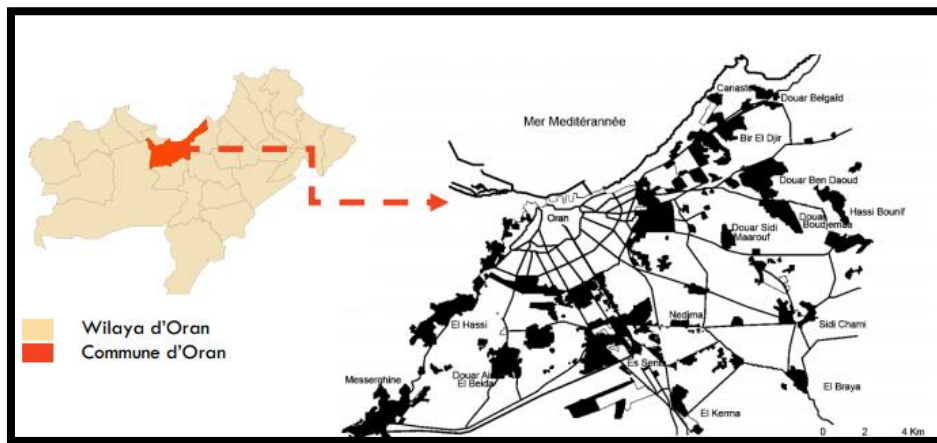 Canastel
Douar Belgaïd
Mer Meditérannée
Bir El Djir
Douar Ben Daoud
Hassi Bounif
Oran
Douar
Boudjemaa
Douar Sidi
Maarouf
Wilaya d'Oran
Commune d'Oran
El Hassi
Nedjma
Sidi Chami
Es Senia
Douar Ain
El Beida
Messerghine
El Braya
El Kerma
0 2 4 Km